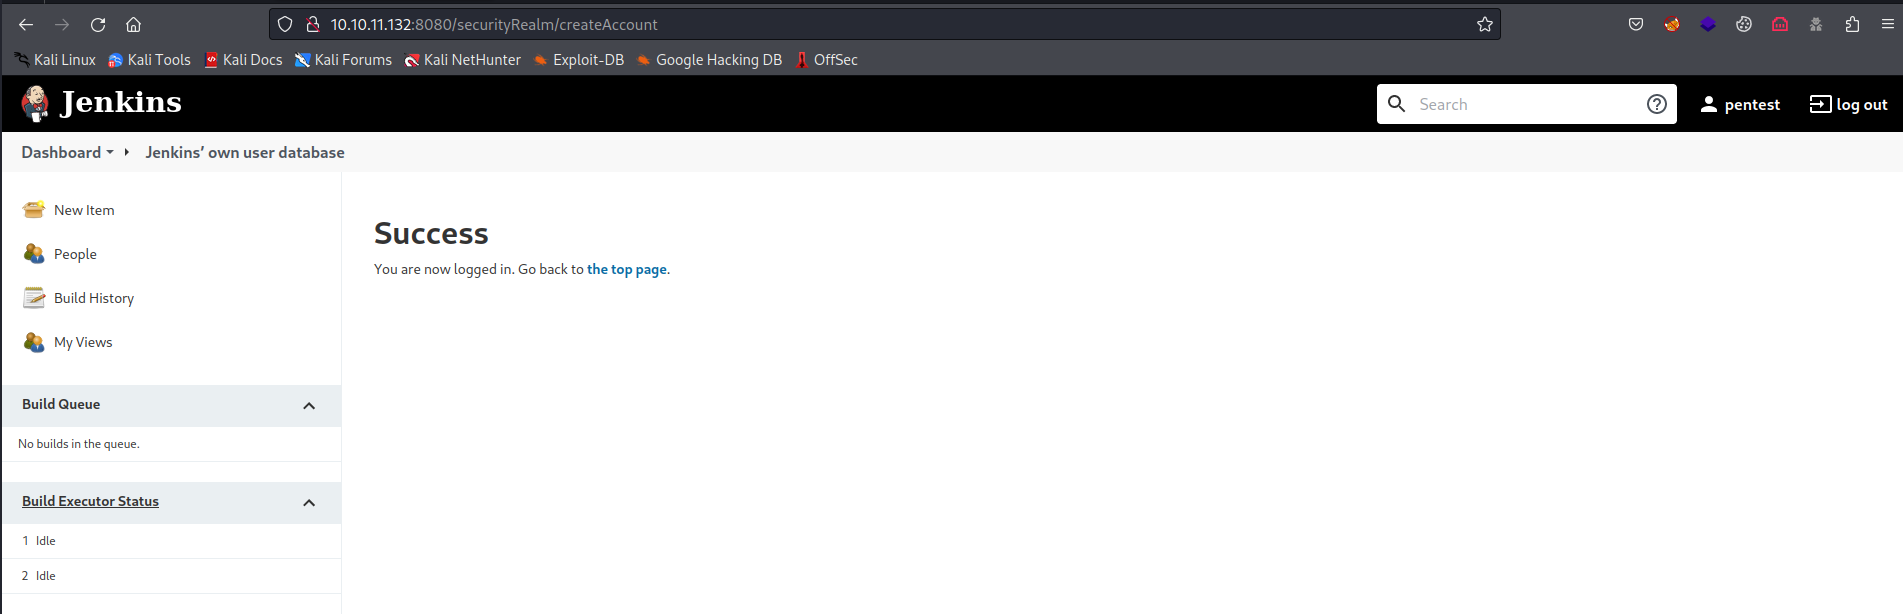 10.10.11.132:8080/securityRealm/createAccount
Kali Linux Kali Tools Kali Docs Kali Forums Kali NetHunter Exploit-DB Google Hacking DB OffSec
Jenkins Search pentest log out
Dashboard Jenkins’ own user database
New Item
People
Build History
My Views
Build Queue
No builds in the queue.
Build Executor Status
1 Idle
2 Idle
Success
You are now logged in. Go back to the top page.